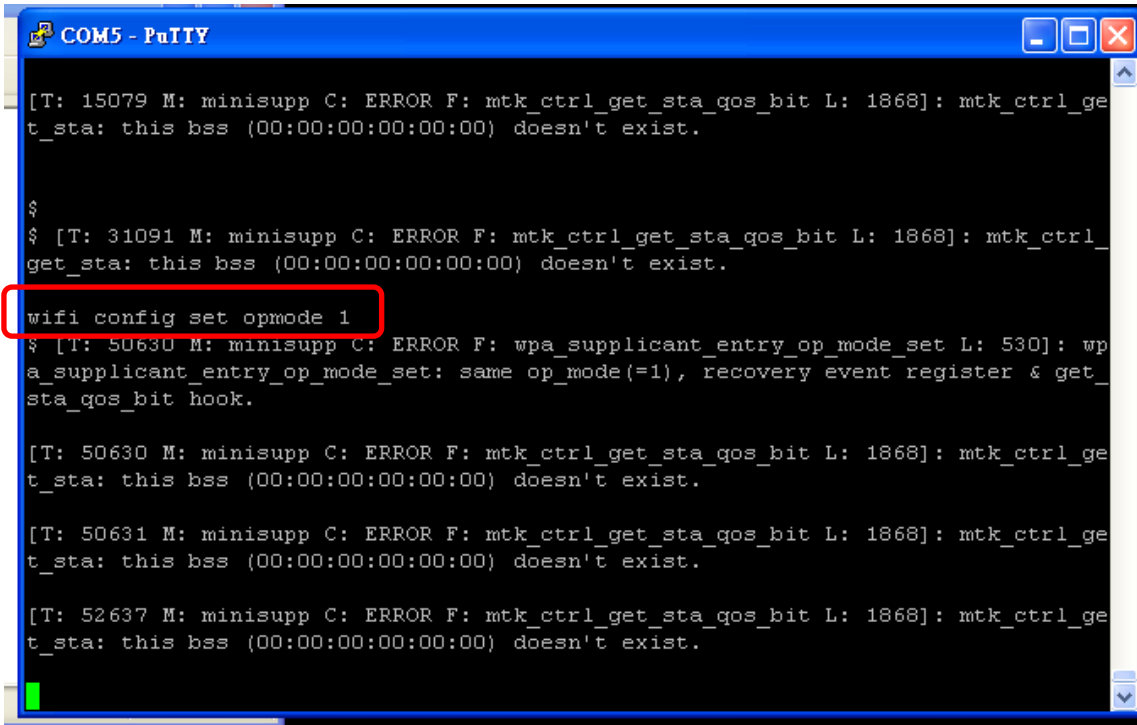 COM5 - PuTTY
[T: 15079 M: minisupp C: ERROR F: mtk_ctrl_get_sta_qos_bit L: 1868]: mtk_ctrl_ge
t_sta: this bss (00:00:00:00:00:00) doesn't exist.
$
$ [T: 31091 M: minisupp C: ERROR F: mtk_ctrl_get_sta_qos_bit L: 1868]: mtk_ctrl_
get_sta: this bss (00:00:00:00:00:00) doesn't exist.
wifi config set opmode 1
$ [T: 50630 M: minisupp C: ERROR F: wpa_supplicant_entry_op_mode_set L: 530]: wp
a_supplicant_entry_op_mode_set: same op_mode(=1), recovery event register & get_
sta_qos_bit hook.
[T: 50630 M: minisupp C: ERROR F: mtk_ctrl_get_sta_qos_bit L: 1868]: mtk_ctrl_ge
t_sta: this bss (00:00:00:00:00:00) doesn't exist.
[T: 50631 M: minisupp C: ERROR F: mtk_ctrl_get_sta_qos_bit L: 1868]: mtk_ctrl_ge
t_sta: this bss (00:00:00:00:00:00) doesn't exist.
[T: 52637 M: minisupp C: ERROR F: mtk_ctrl_get_sta_qos_bit L: 1868]: mtk_ctrl_ge
t_sta: this bss (00:00:00:00:00:00) doesn't exist.